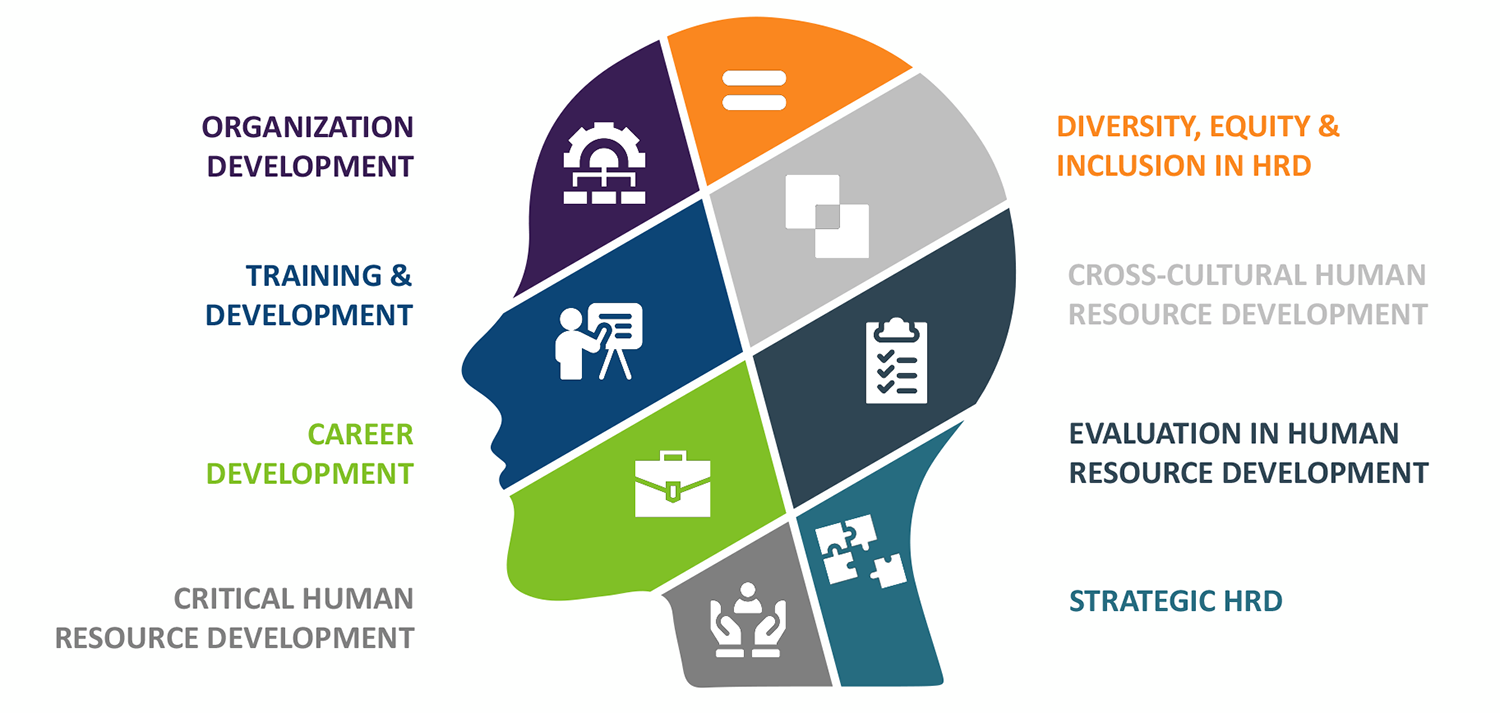 ORGANIZATION
DEVELOPMENT
TRAINING &
DEVELOPMENT
CAREER
DEVELOPMENT
CRITICAL HUMAN
RESOURCE DEVELOPMENT
DIVERSITY, EQUITY &
INCLUSION IN HRD
CROSS-CULTURAL HUMAN
RESOURCE DEVELOPMENT
EVALUATION IN HUMAN
RESOURCE DEVELOPMENT
STRATEGIC HRD